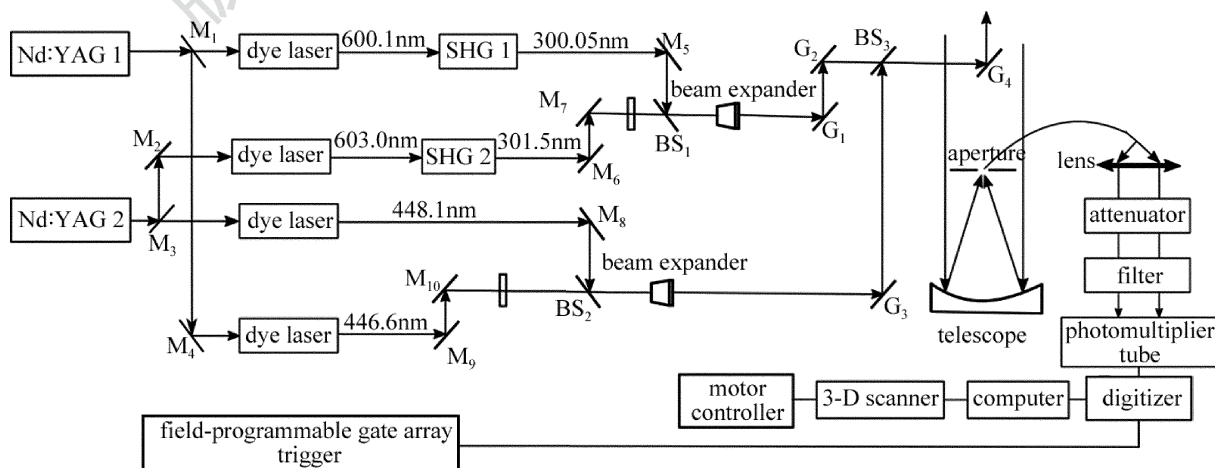 Nd:YAG 1
M1
dye laser
600.1nm
SHG 1
300.05nm
M5
G2
BS3
G4
beam expander
M7
BS1
G1
M2
dye laser
603.0nm
SHG 2
301.5nm
M6
aperture
lens
Nd:YAG 2
M3
dye laser
448.1nm
M8
attenuator
beam expander
M10
BS2
G3
filter
telescope
M4
dye laser
446.6nm
M9
photomultiplier
tube
motor
controller
3-D scanner
computer
digitizer
field-programmable gate array
trigger